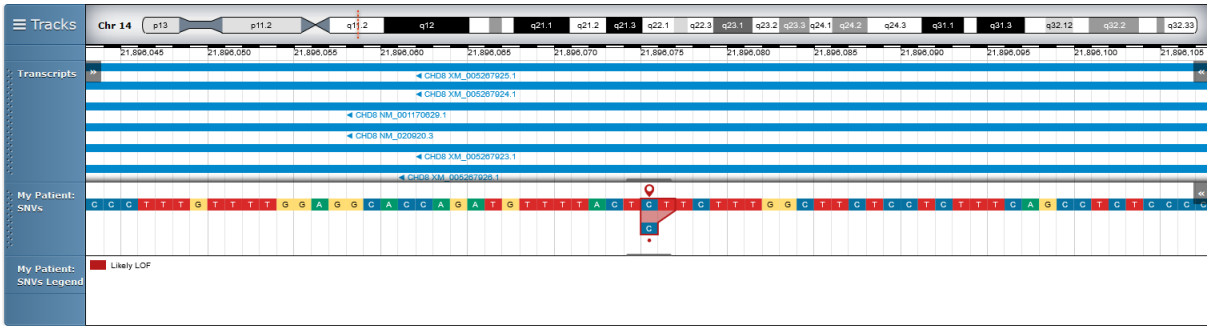 ☰ Tracks
Chr 14 p13 p11.2 q11.2 q12 q21.1 q21.2 q21.3 q22.1 q22.3 q23.1 q23.2 q23.3 q24.1 q24.2 q24.3 q31.1 q31.3 q32.12 q32.2 q32.33
21,896,045 21,896,050 21,896,055 21,896,060 21,896,065 21,896,070 21,896,075 21,896,080 21,896,085 21,896,090 21,896,095 21,896,100 21,896,105
Transcripts » «
◀ CHD8 XM_005267925.1
◀ CHD8 XM_005267924.1
◀ CHD8 NM_001170629.1
◀ CHD8 NM_020920.3
◀ CHD8 XM_005267923.1
◀ CHD8 XM_005267926.1
My Patient:
SNVs «
C C C T T T G T T T T G G A G G C A C C A G A T G T T T T A C T C T T C T T T G G C T T C T C C T C T T T C A G C C T C T C C C C
C
My Patient:
SNVs Legend
Likely LOF